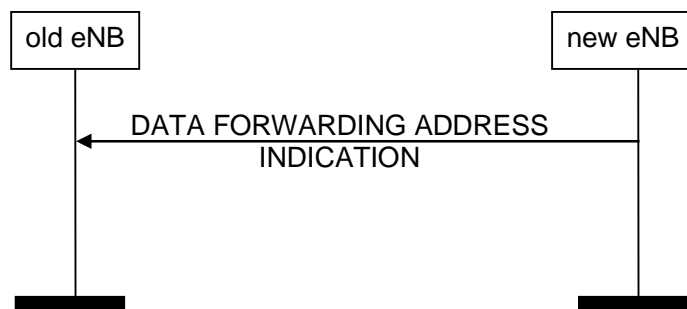 old eNB
new eNB
DATA FORWARDING ADDRESS
INDICATION